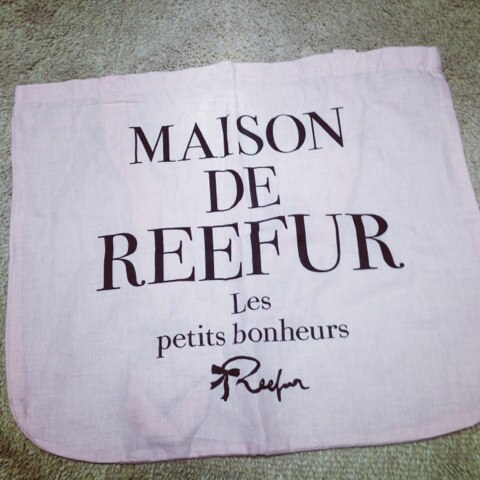 MAISON
DE
REEFUR
Les
petits bonheurs
Reefur